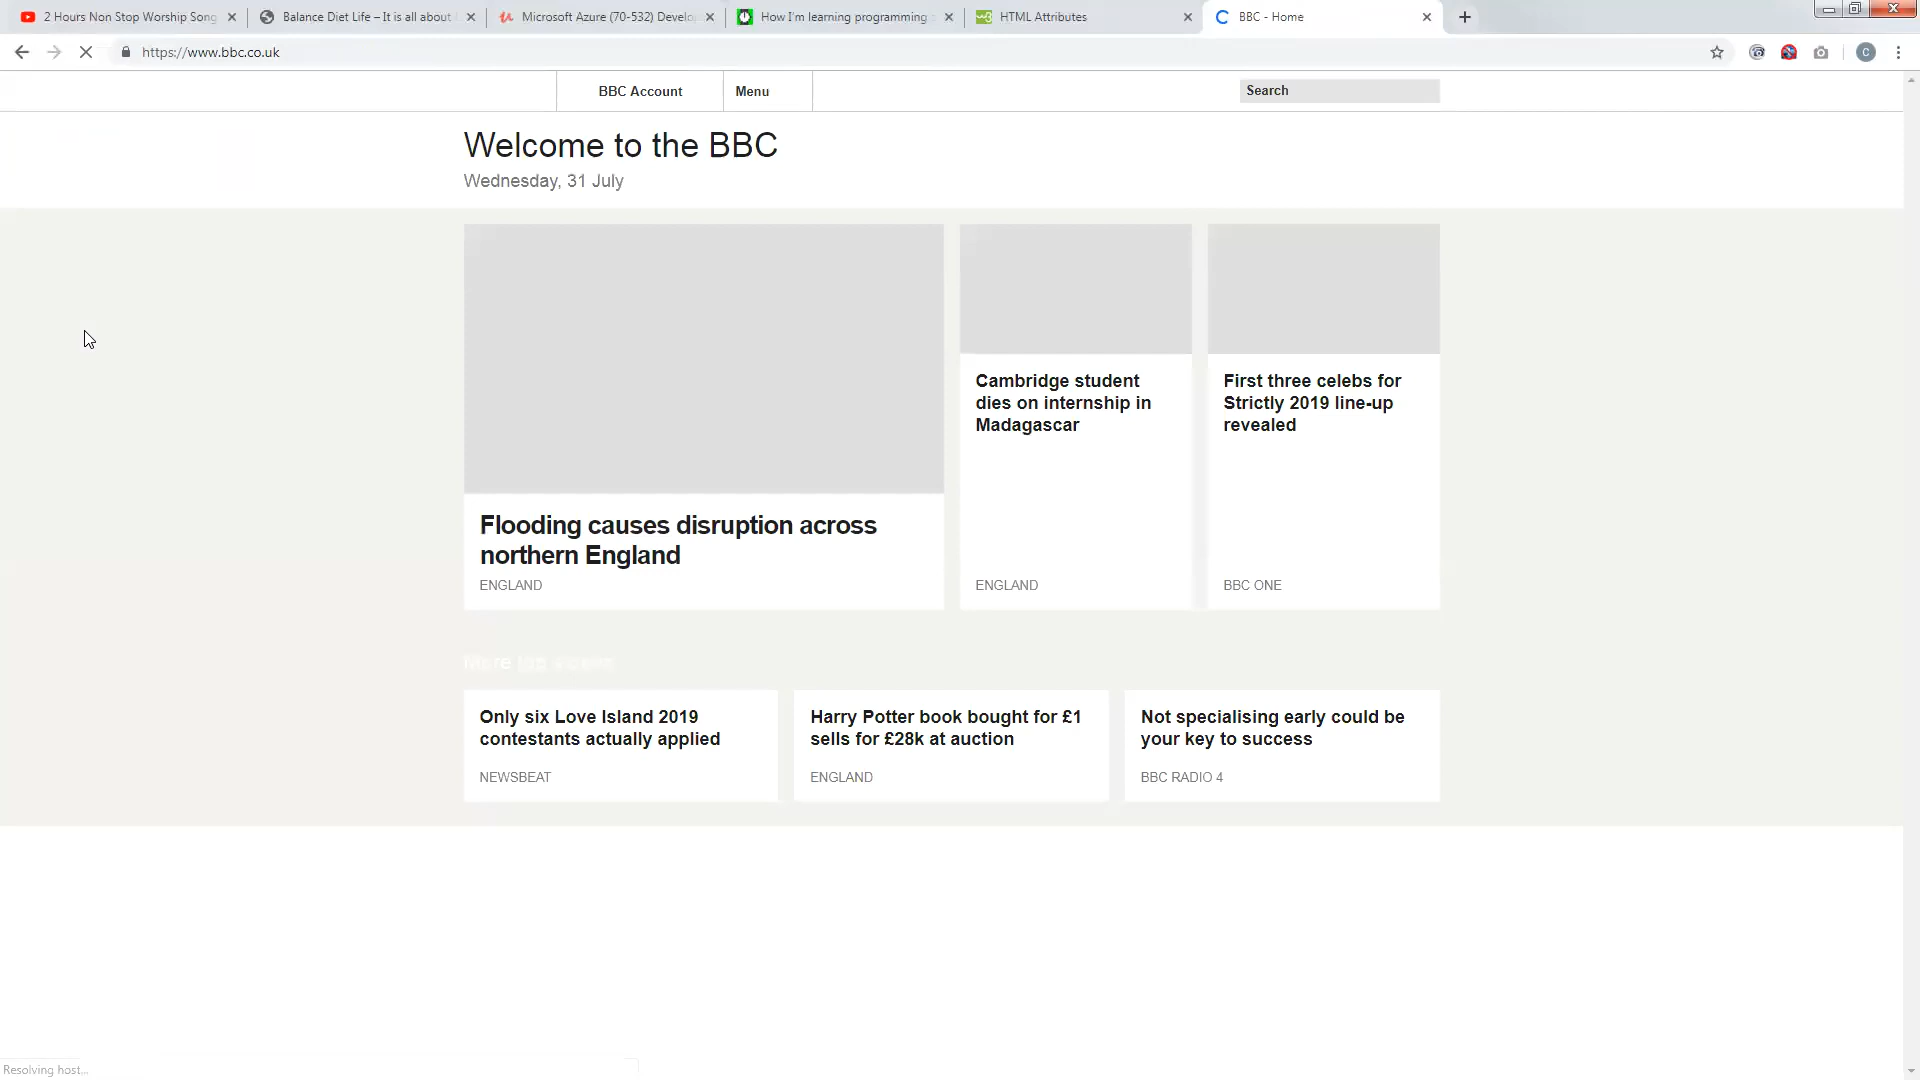 2 Hours Non Stop Worship Song
Balance Diet Life – It is all about
Microsoft Azure (70-532) Develo
How I'm learning programming
HTML Attributes
BBC - Home
https://www.bbc.co.uk
C
BBC Account
Menu
Search
Welcome to the BBC
Wednesday, 31 July
Flooding causes disruption across
northern England
ENGLAND
Cambridge student
dies on internship in
Madagascar
ENGLAND
First three celebs for
Strictly 2019 line-up
revealed
BBC ONE
More top
Only six Love Island 2019
contestants actually applied
NEWSBEAT
Harry Potter book bought for £1
sells for £28k at auction
ENGLAND
Not specialising early could be
your key to success
BBC RADIO 4
Resolving host...